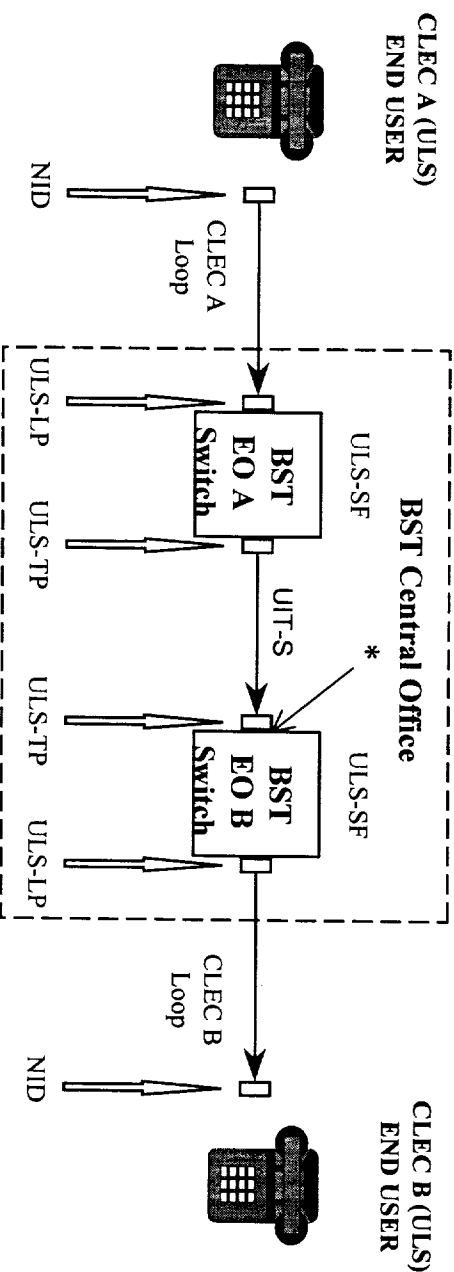 CLEC A (ULS)
END USER
NID
CLEC A
Loop
BST Central Office
*
ULS-SF
BST
EO A
Switch
ULS-LP
ULS-TP
UIT-S
ULS-SF
BST
EO B
Switch
ULS-TP
ULS-LP
CLEC B
Loop
NID
CLEC B (ULS)
END USER